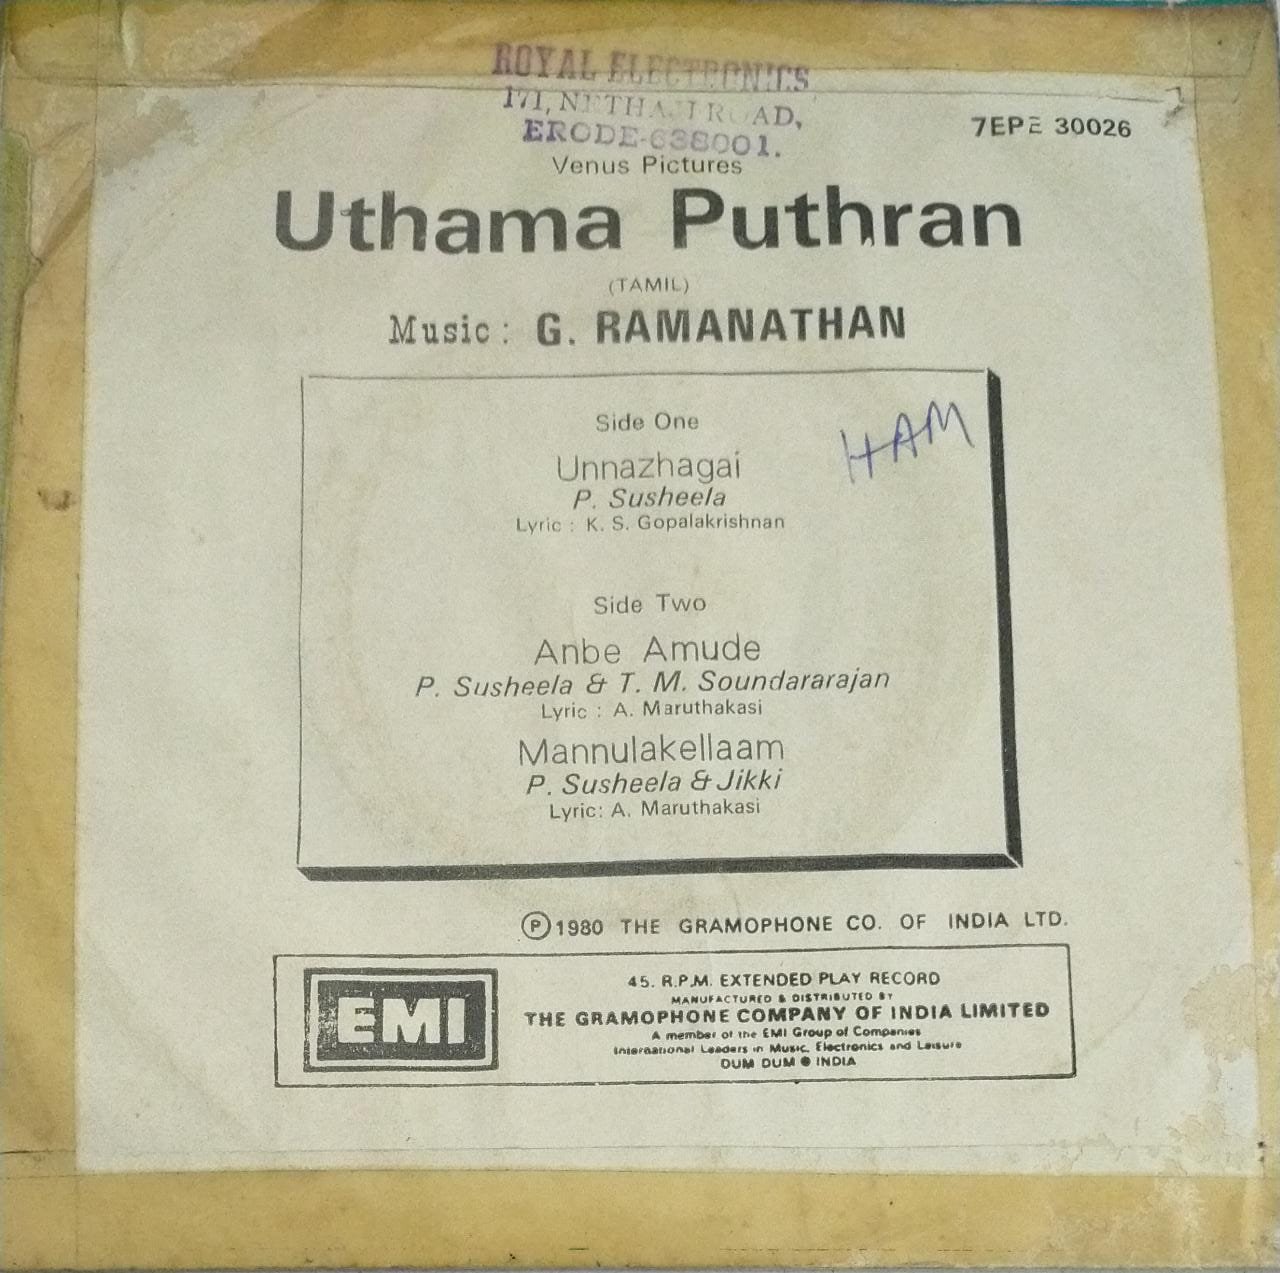 ROYAL ELECTRONICS
171, NETHAJI ROAD,
ERODE-638001.
7EPE 30026
Venus Pictures
Uthama Puthran
(TAMIL)
Music : G. RAMANATHAN
Side One
HAM
Unnazhagai
P. Susheela
Lyric : K. S. Gopalakrishnan
Side Two
Anbe Amude
P. Susheela & T. M. Soundararajan
Lyric : A. Maruthakasi
Mannulakellaam
P. Susheela & Jikki
Lyric: A. Maruthakasi
Ⓟ1980 THE GRAMOPHONE CO. OF INDIA LTD.
EMI
45. R.P.M. EXTENDED PLAY RECORD
MANUFACTURED & DISTRIBUTED BY
THE GRAMOPHONE COMPANY OF INDIA LIMITED
A member of the EMI Group of Companies
International Leaders in Music, Electronics and Leisure
DUM DUM ● INDIA